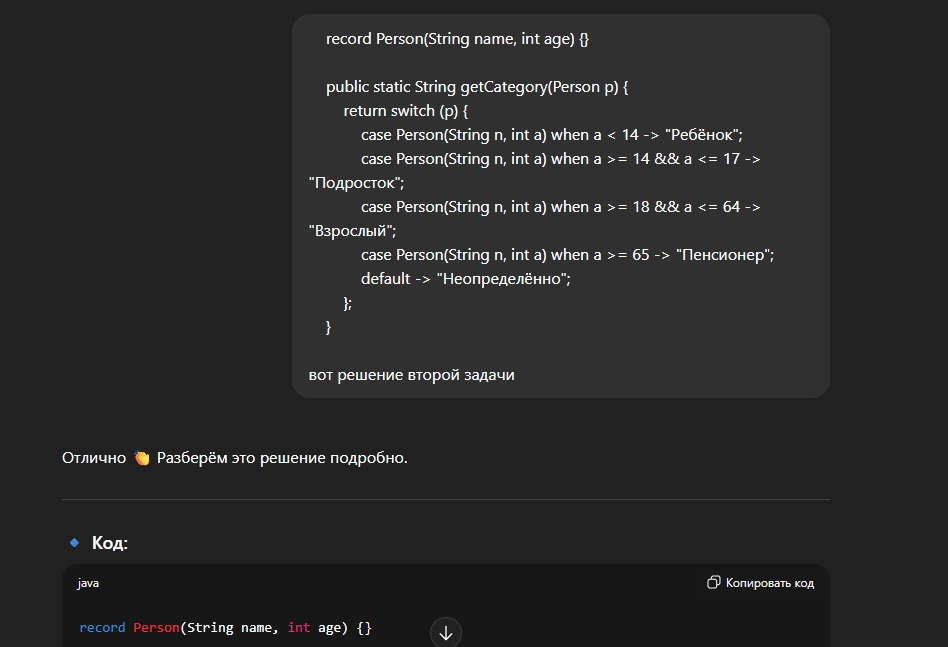 record Person(String name, int age) {}
public static String getCategory(Person p) {
return switch (p) {
case Person(String n, int a) when a < 14 -> "Ребёнок";
case Person(String n, int a) when a >= 14 && a <= 17 ->
"Подросток";
case Person(String n, int a) when a >= 18 && a <= 64 ->
"Взрослый";
case Person(String n, int a) when a >= 65 -> "Пенсионер";
default -> "Неопределённо";
};
}
вот решение второй задачи
Отлично 👏 Разберём это решение подробно.
🔹 Код:
java
Копировать код
record Person(String name, int age) {}